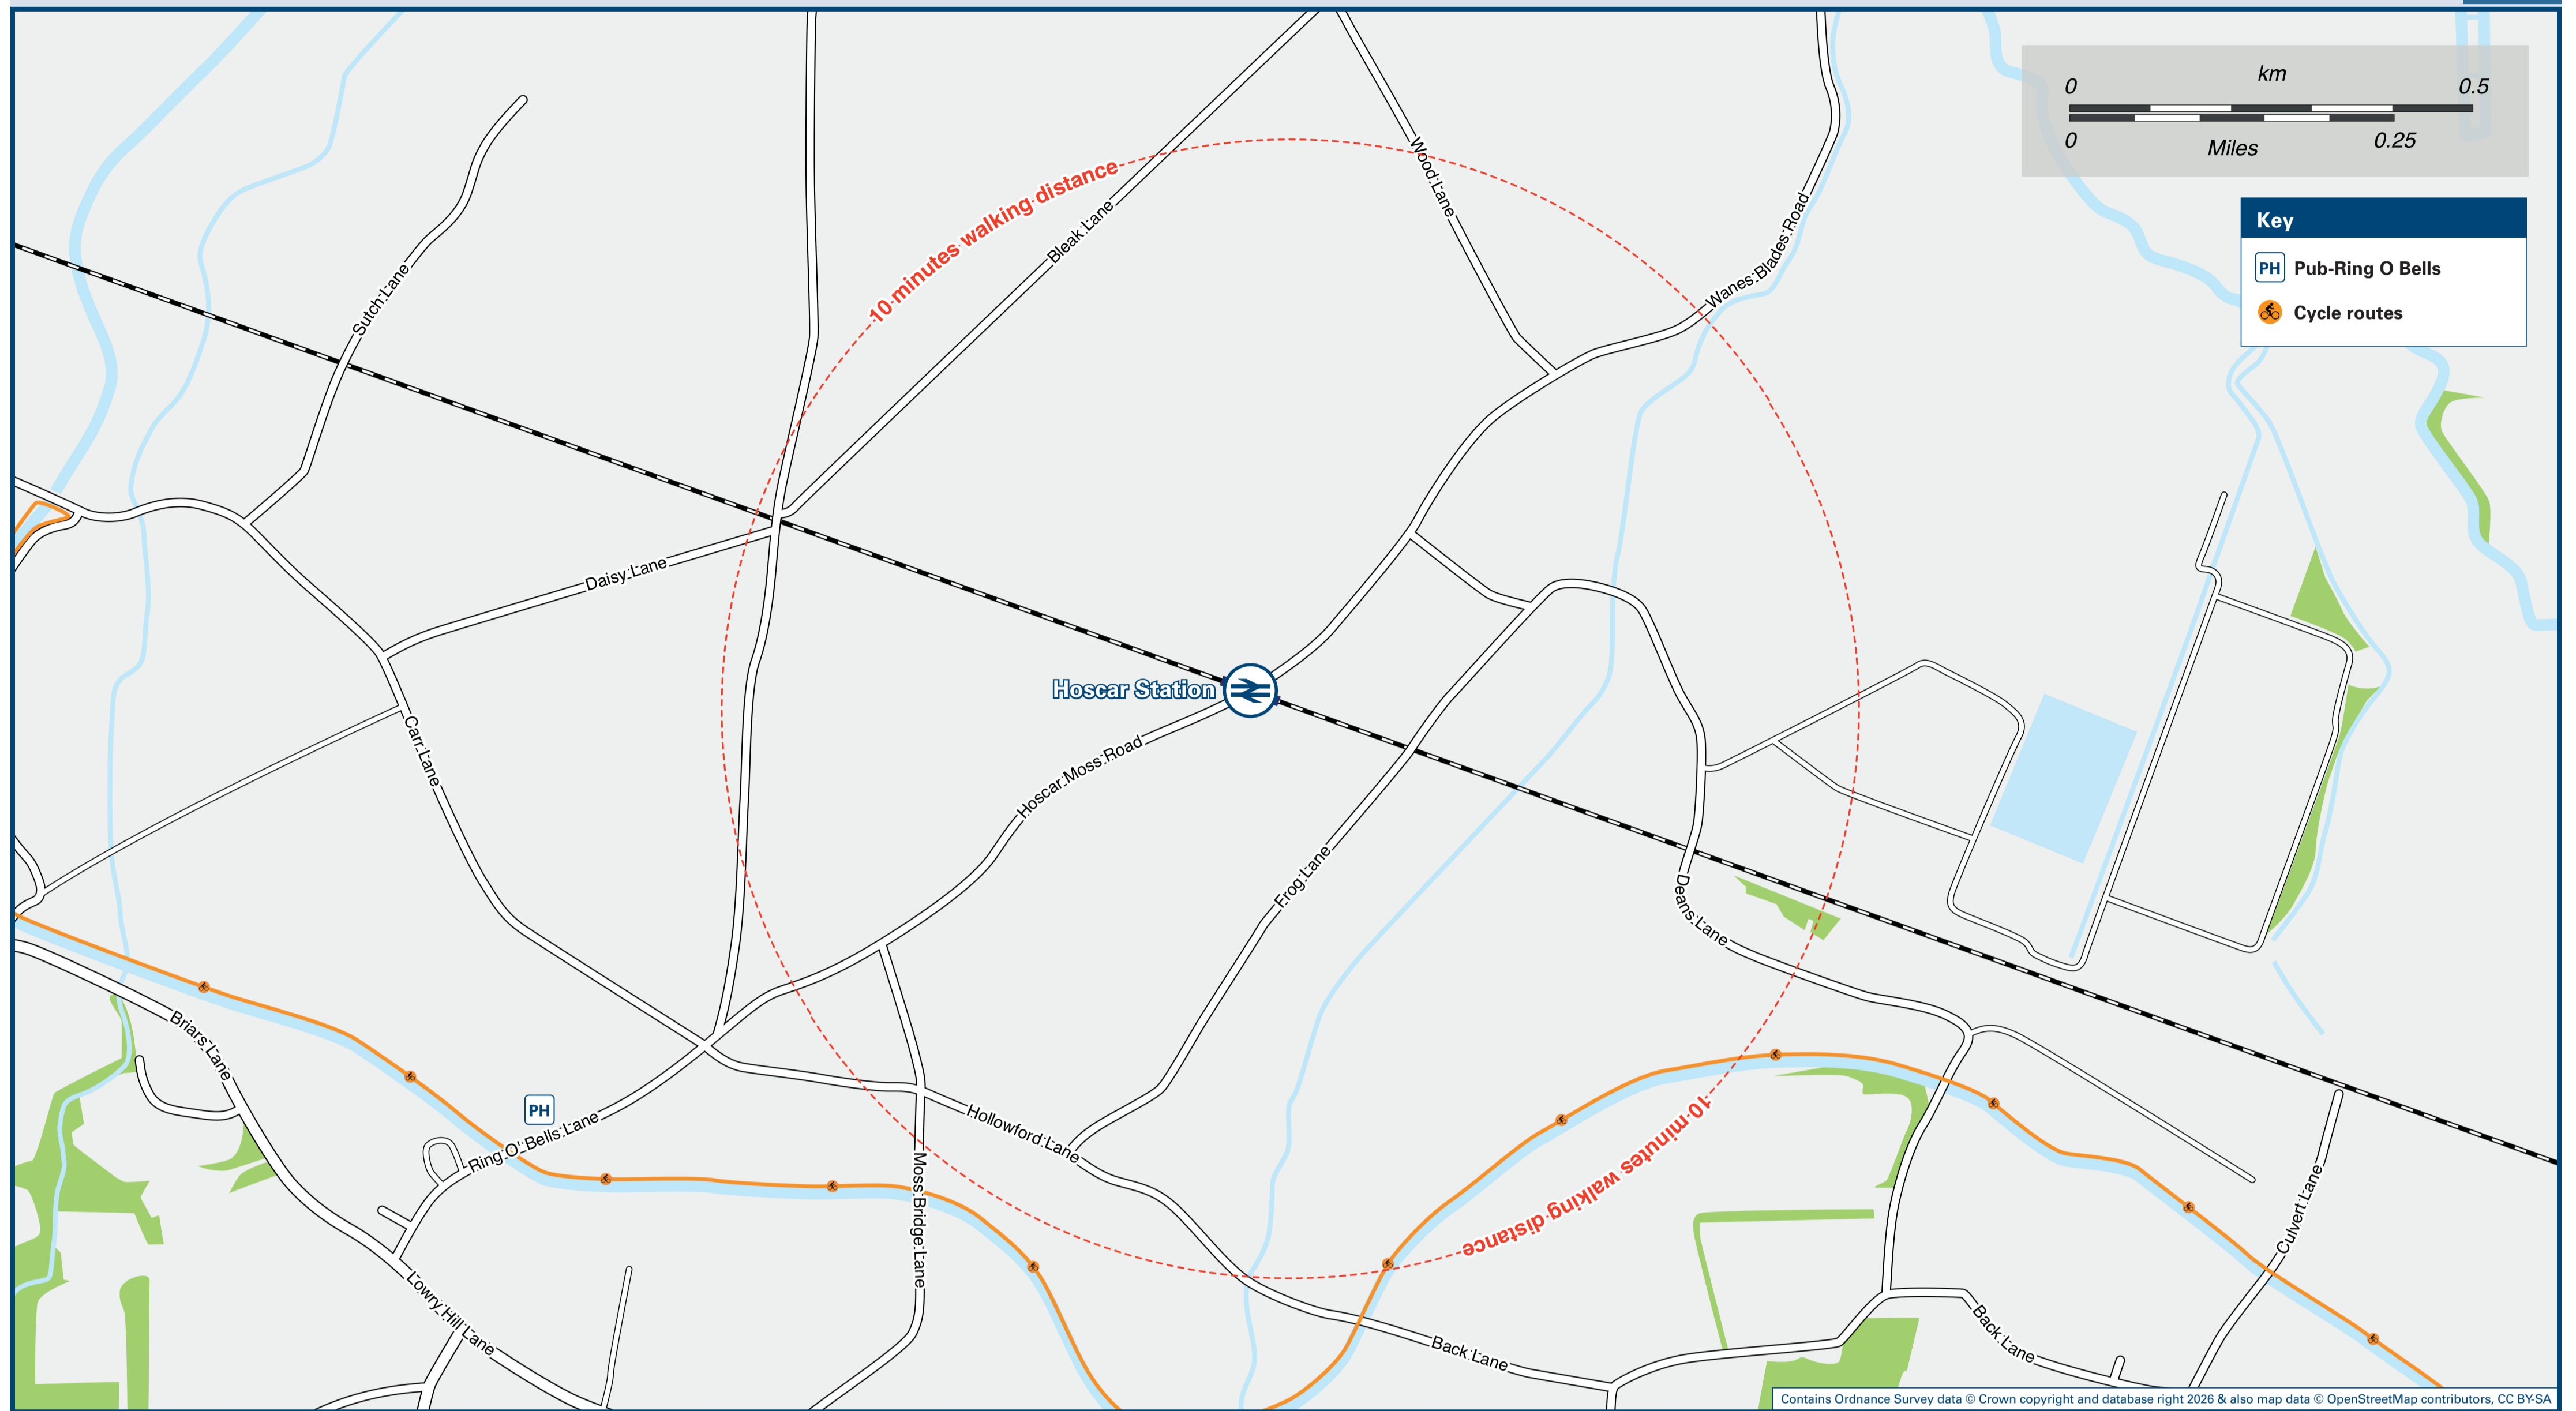 km
0 0.5
0 0.25
Miles
Key
PH Pub-Ring O Bells
Cycle routes
10 minutes walking distance
Bleak Lane
Wood Lane
Wanes Blades Road
Sutch Lane
Daisy Lane
Hoscar Station
Carr Lane
Hoscar Moss Road
Frog Lane
Deans Lane
Briars Lane
PH
Ring O' Bells Lane
Hollowford Lane
Moss Bridge Lane
10 minutes walking distance
Culvert Lane
Lowry Hill Lane
Back Lane
Back Lane
Contains Ordnance Survey data © Crown copyright and database right 2026 & also map data © OpenStreetMap contributors, CC BY-SA